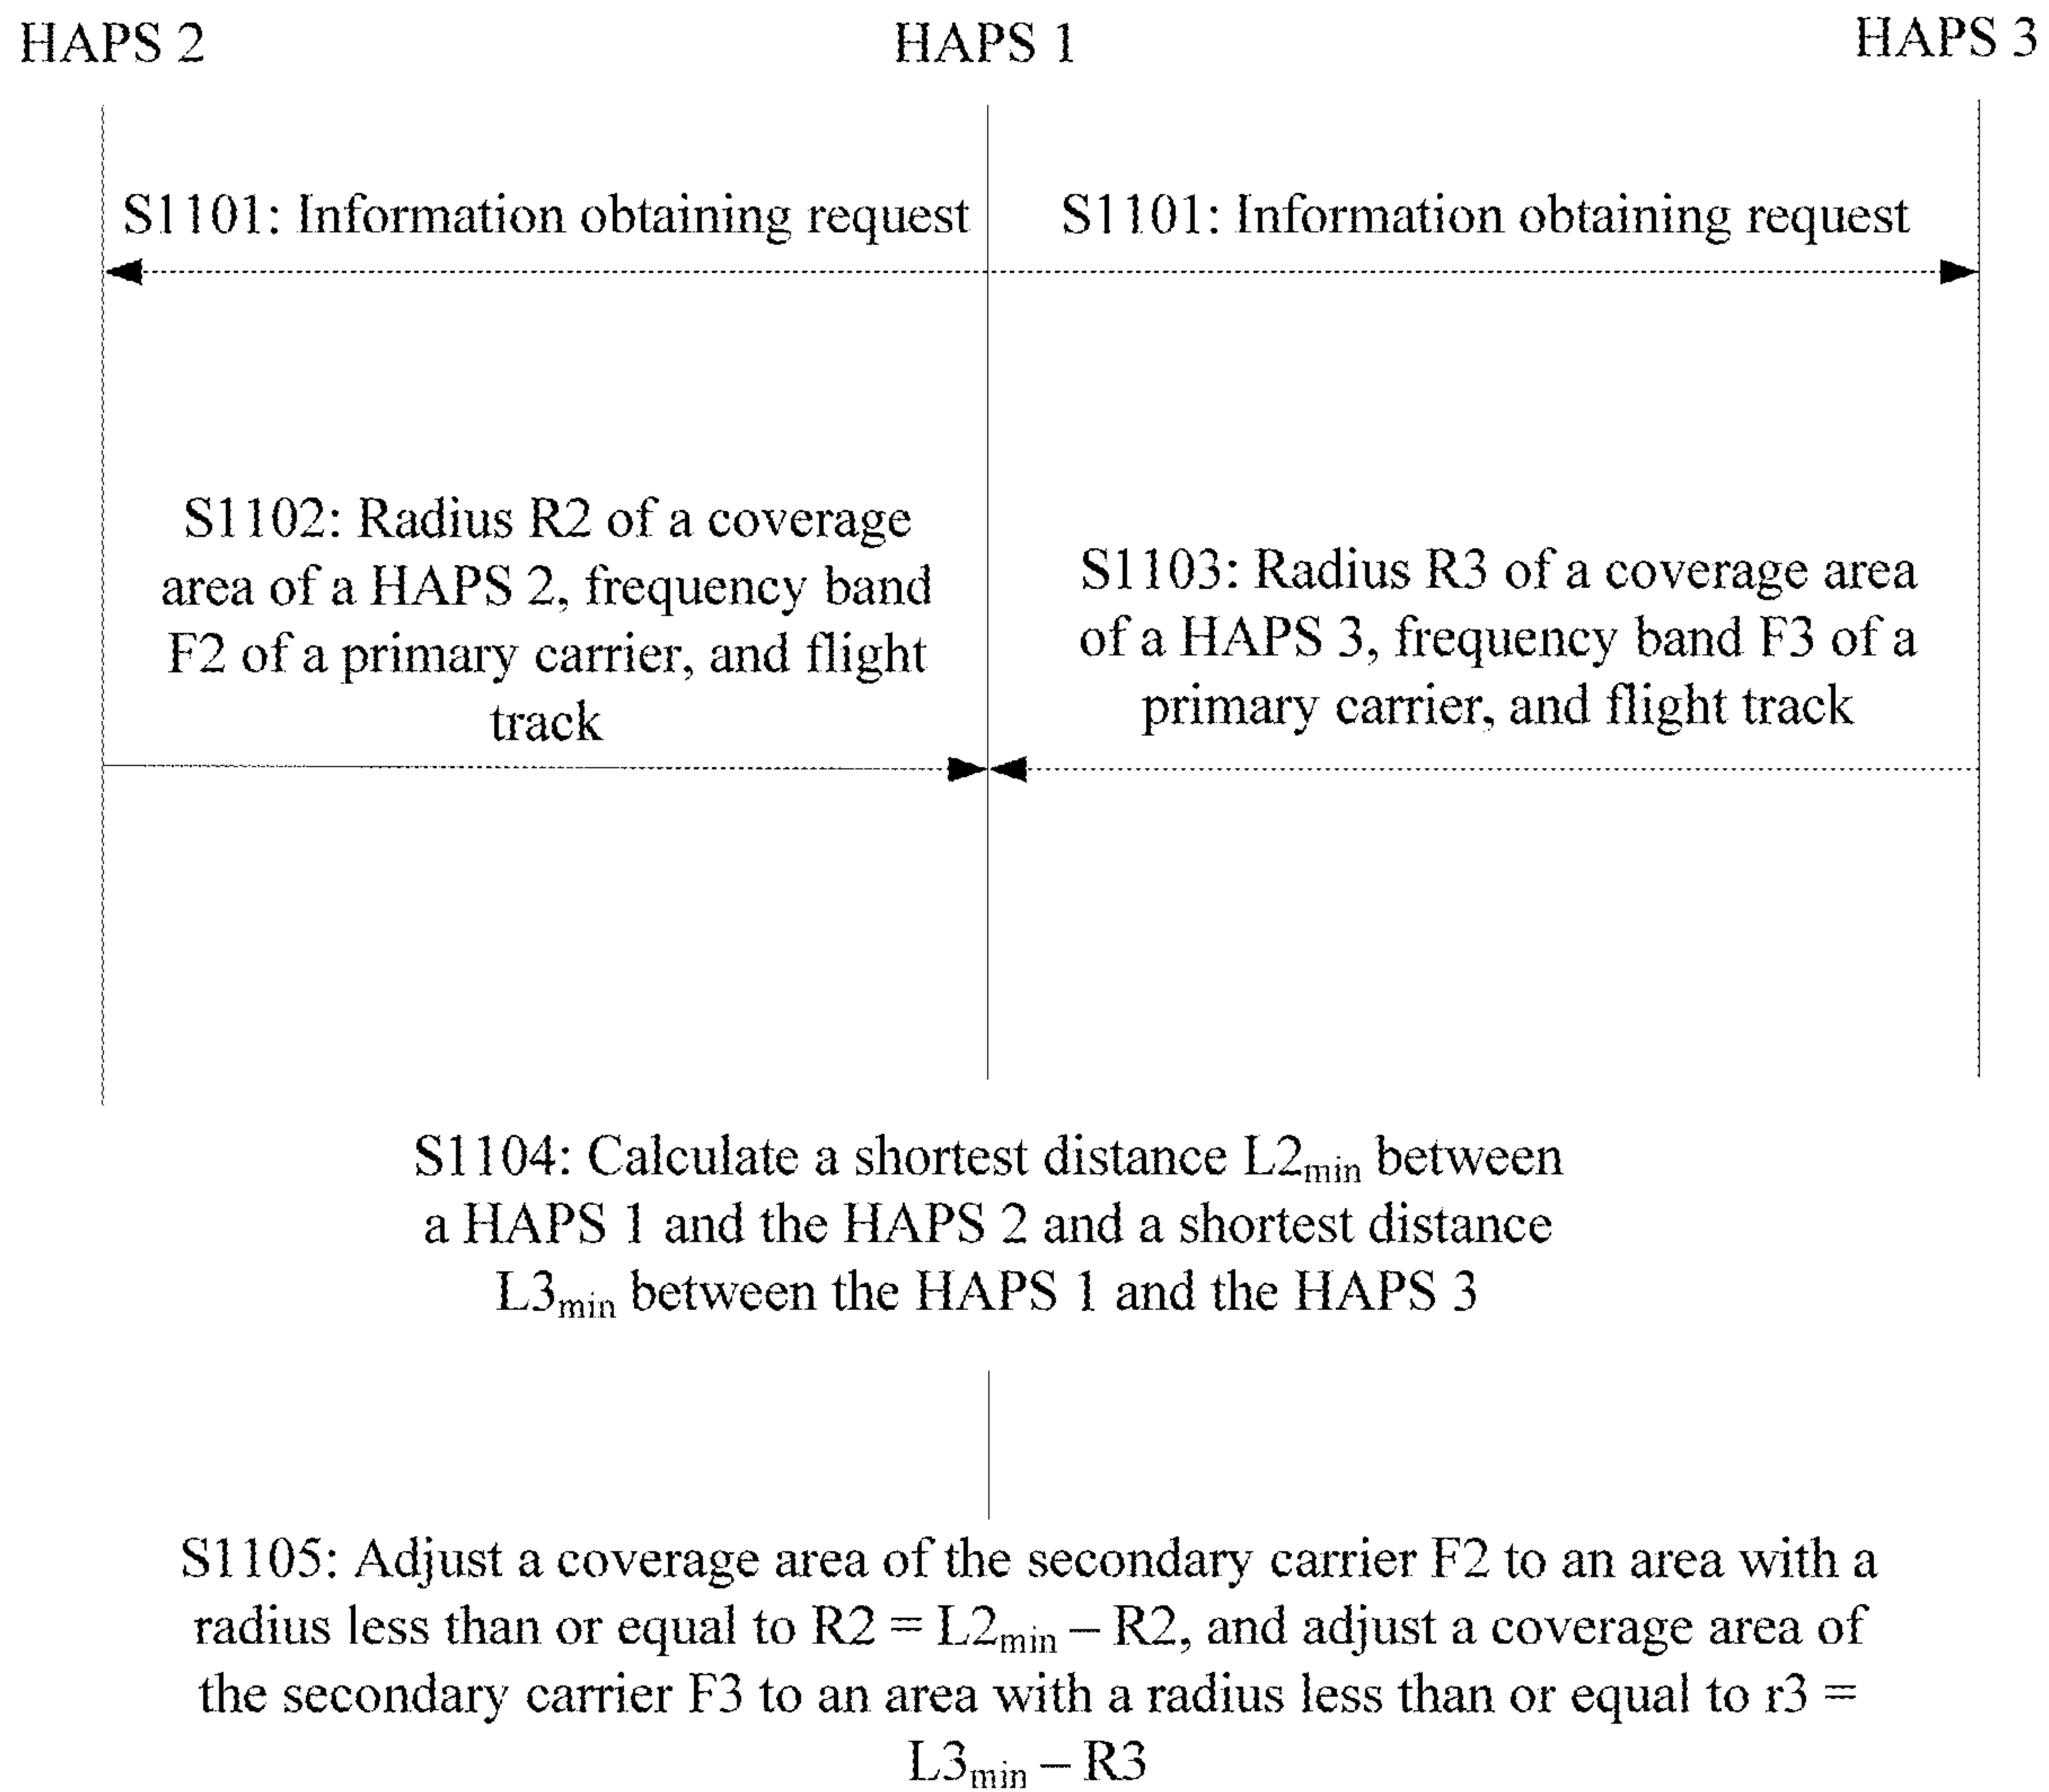 HAPS 2
HAPS 1
HAPS 3
S1101: Information obtaining request
S1101: Information obtaining request
S1102: Radius R2 of a coverage
area of a HAPS 2, frequency band
F2 of a primary carrier, and flight
track
S1103: Radius R3 of a coverage area
of a HAPS 3, frequency band F3 of a
primary carrier, and flight track
S1104: Calculate a shortest distance L2min between
a HAPS 1 and the HAPS 2 and a shortest distance
L3min between the HAPS 1 and the HAPS 3
S1105: Adjust a coverage area of the secondary carrier F2 to an area with a
radius less than or equal to R2 = L2min – R2, and adjust a coverage area of
the secondary carrier F3 to an area with a radius less than or equal to r3 =
L3min – R3